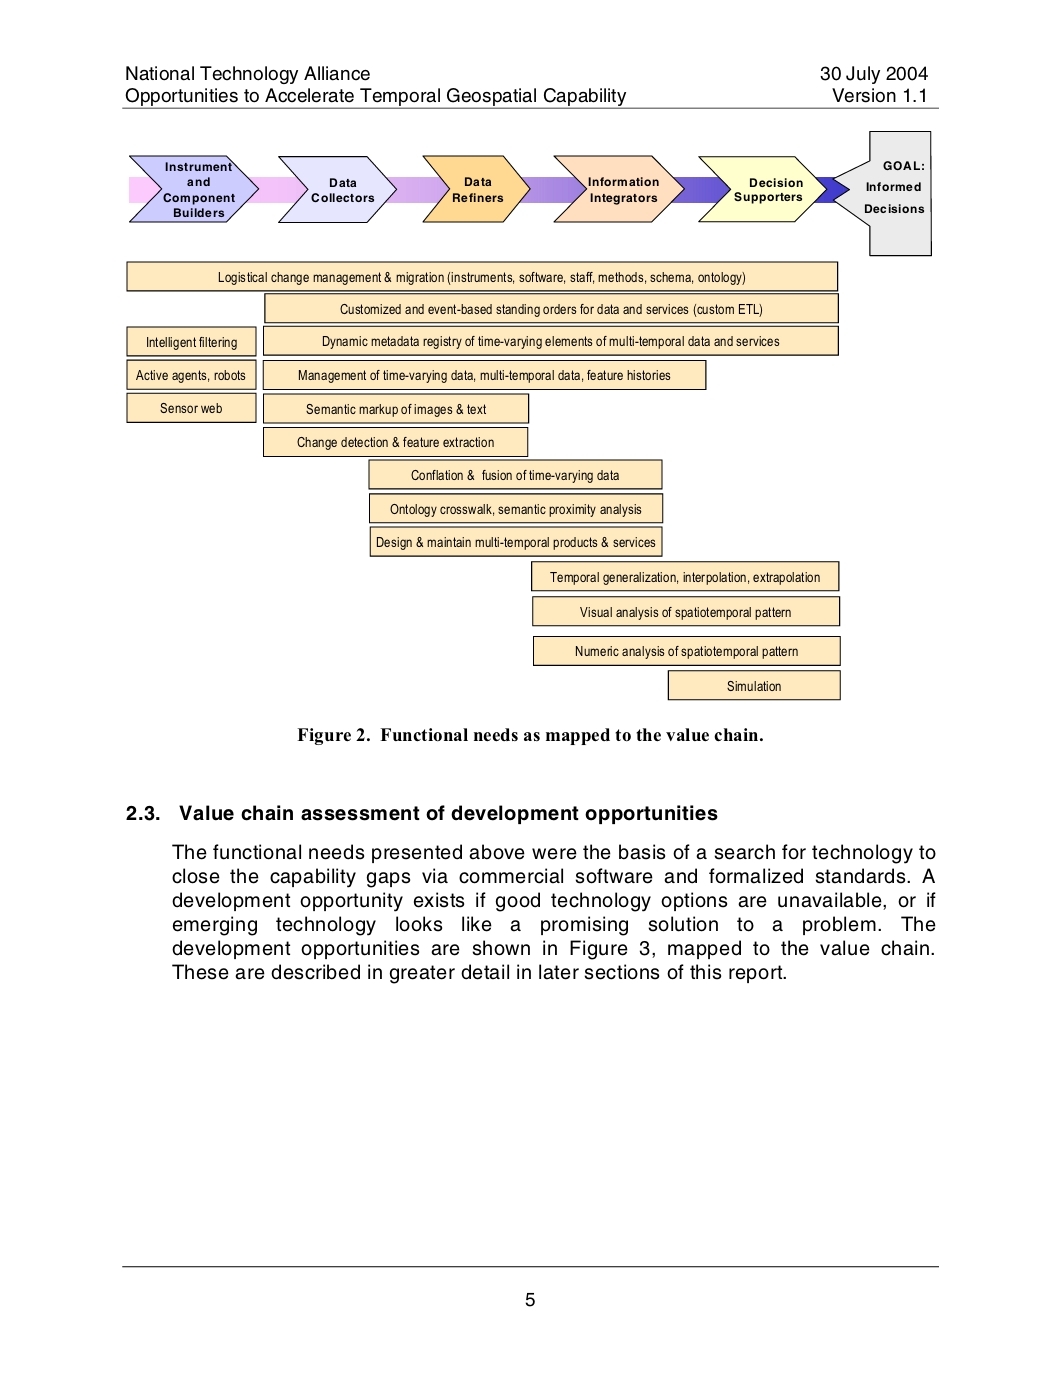 National Technology Alliance 30 July 2004
Opportunities to Accelerate Temporal Geospatial Capability Version 1.1
Instrument
and
Component
Builders
Data
Collectors
Data
Refiners
Information
Integrators
Decision
Supporters
GOAL:
Informed
Decisions
Logistical change management & migration (instruments, software, staff, methods, schema, ontology)
Customized and event-based standing orders for data and services (custom ETL)
Intelligent filtering
Dynamic metadata registry of time-varying elements of multi-temporal data and services
Active agents, robots
Management of time-varying data, multi-temporal data, feature histories
Sensor web
Semantic markup of images & text
Change detection & feature extraction
Conflation & fusion of time-varying data
Ontology crosswalk, semantic proximity analysis
Design & maintain multi-temporal products & services
Temporal generalization, interpolation, extrapolation
Visual analysis of spatiotemporal pattern
Numeric analysis of spatiotemporal pattern
Simulation
Figure 2. Functional needs as mapped to the value chain.
2.3. Value chain assessment of development opportunities
The functional needs presented above were the basis of a search for technology to
close the capability gaps via commercial software and formalized standards. A
development opportunity exists if good technology options are unavailable, or if
emerging technology looks like a promising solution to a problem. The
development opportunities are shown in Figure 3, mapped to the value chain.
These are described in greater detail in later sections of this report.
5